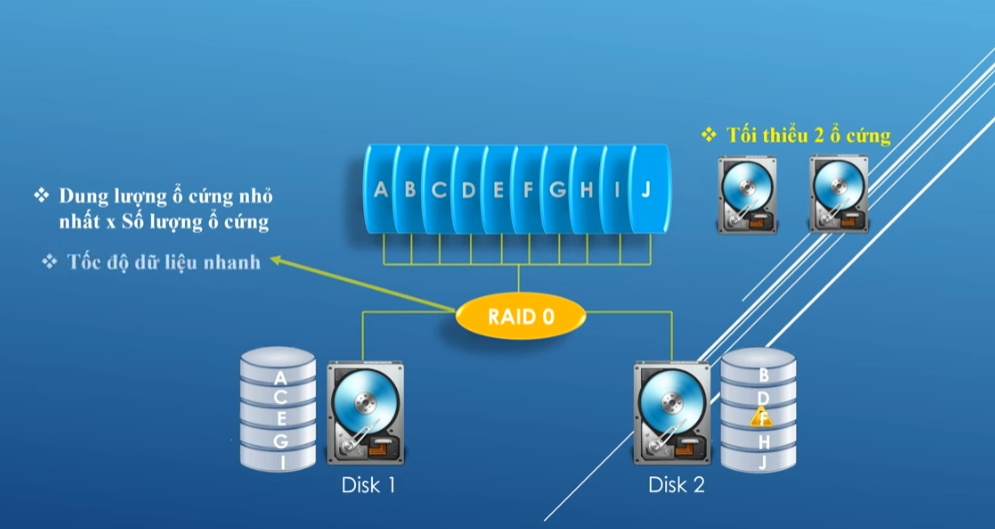 ❖ Tối thiểu 2 ổ cứng
A B C D E F G H I J
❖ Dung lượng ổ cứng nhỏ
nhất x Số lượng ổ cứng
❖ Tốc độ dữ liệu nhanh
RAID 0
A
C
E
G
I
B
D
F
H
J
Disk 1
Disk 2